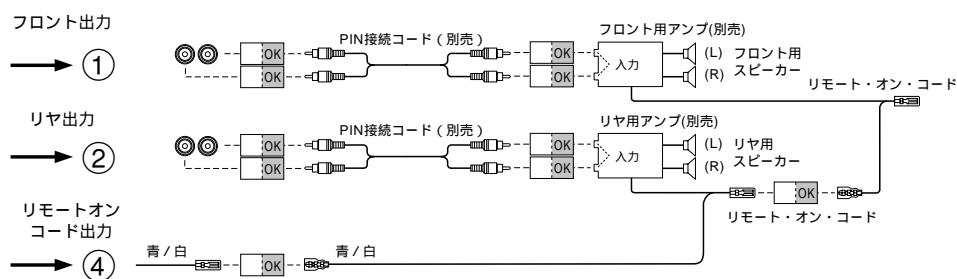 フロント出力
①
OK
OK
PIN接続コード（別売）
OK
OK
フロント用アンプ(別売)
入力
(L) フロント用
(R) スピーカー
リモート・オン・コード
リヤ出力
②
OK
OK
PIN接続コード（別売）
OK
OK
リヤ用アンプ(別売)
入力
(L) リヤ用
(R) スピーカー
OK
リモート・オン・コード
リモートオン
コード出力
④
青/白
OK
青/白